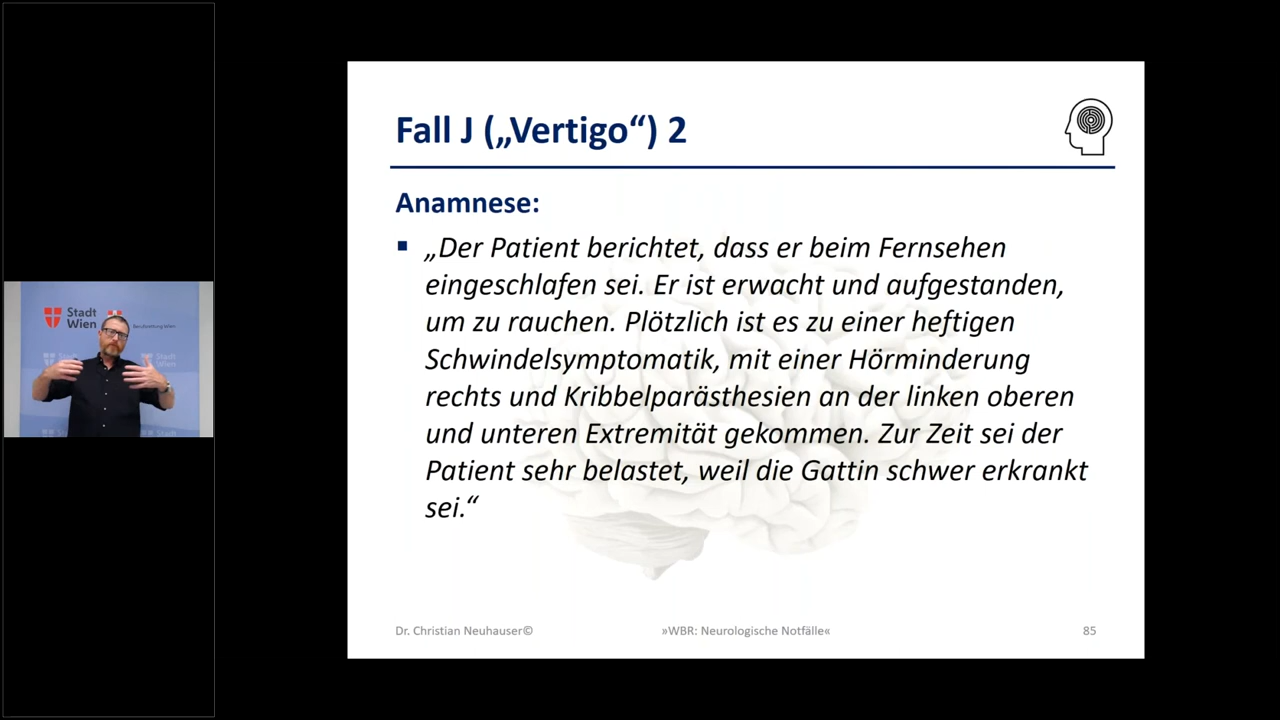 Fall J („Vertigo“) 2
Anamnese:
„Der Patient berichtet, dass er beim Fernsehen
eingeschlafen sei. Er ist erwacht und aufgestanden,
um zu rauchen. Plötzlich ist es zu einer heftigen
Schwindelsymptomatik, mit einer Hörminderung
rechts und Kribbelparästhesien an der linken oberen
und unteren Extremität gekommen. Zur Zeit sei der
Patient sehr belastet, weil die Gattin schwer erkrankt
sei.“
Dr. Christian Neuhauser©
»WBR: Neurologische Notfälle«
85
Stadt
Wien